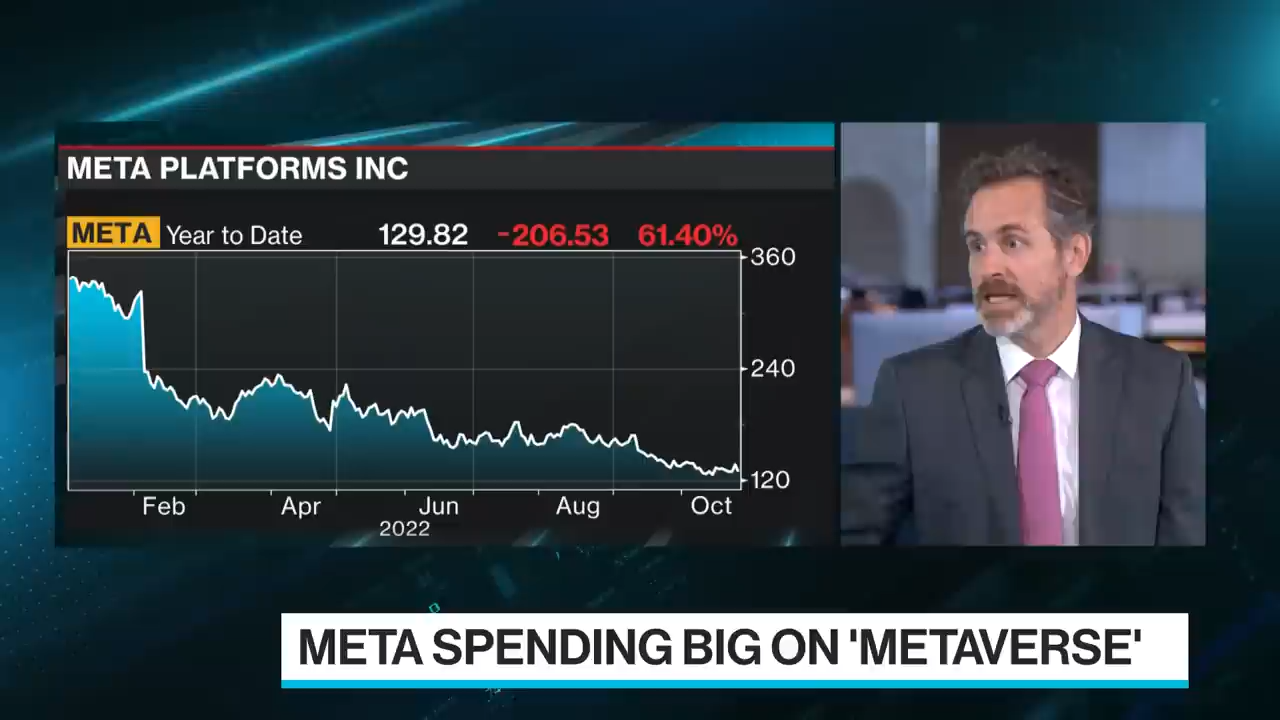 META PLATFORMS INC
META Year to Date 129.82 -206.53 61.40%
360
240
120
Feb Apr Jun Aug Oct
2022
META SPENDING BIG ON 'METAVERSE'